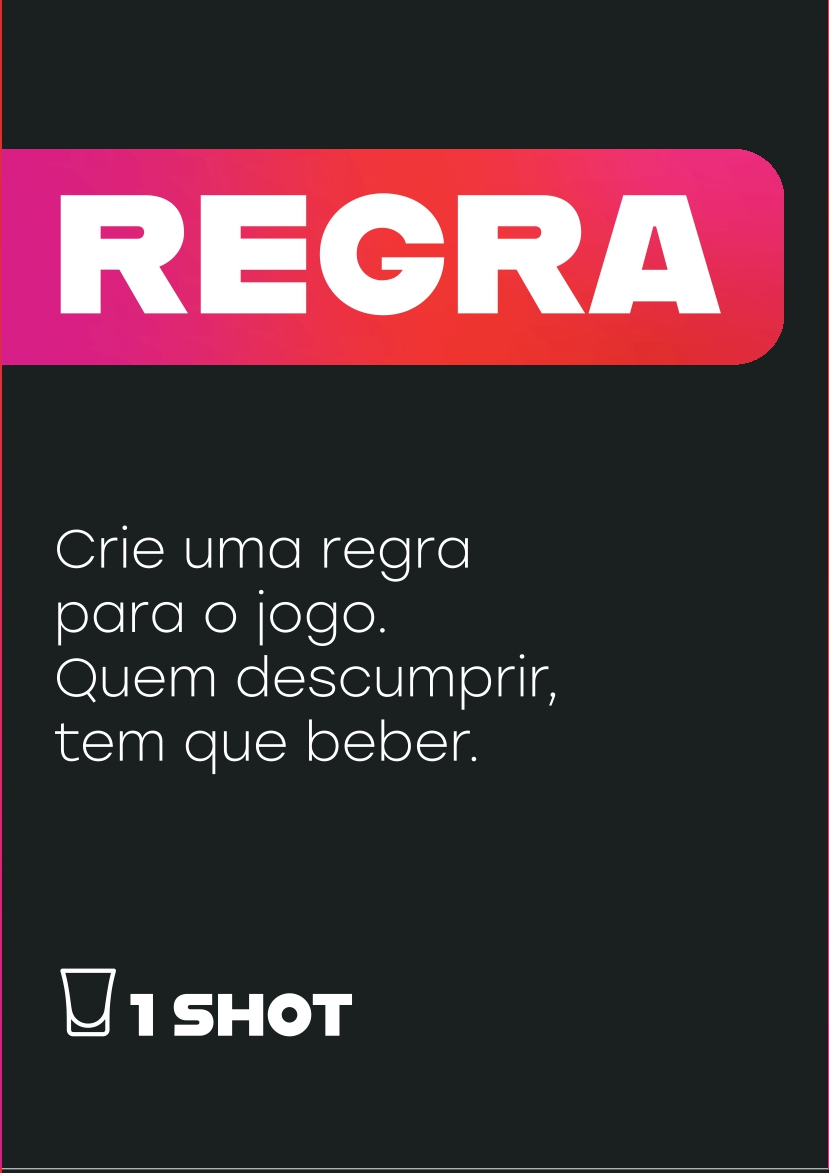 REGRA
Crie uma regra
para o jogo.
Quem descumprir,
tem que beber.
1 SHOT